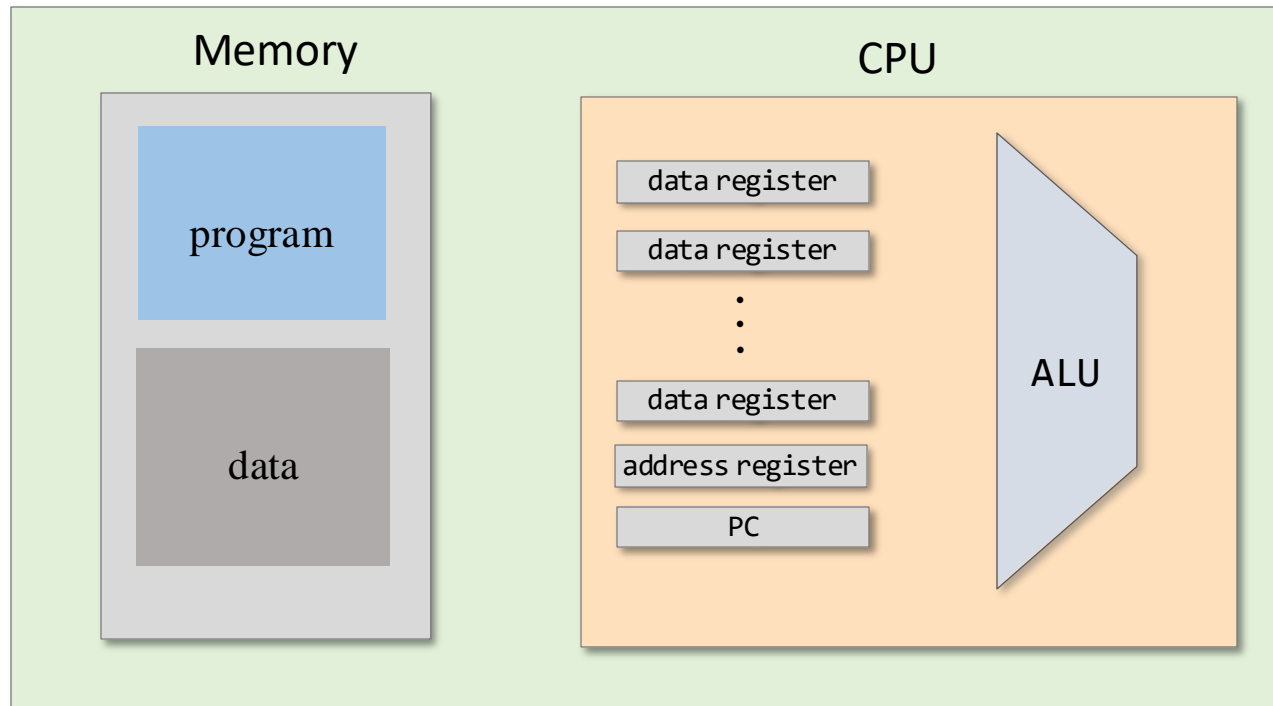 Memory
program
data
CPU
data register
data register
data register
address register
PC
ALU